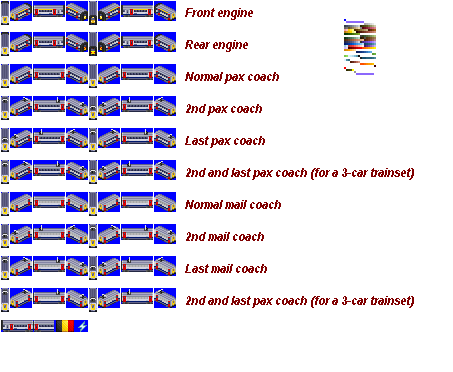 Front engine
Rear engine
Normal pax coach
2nd pax coach
Last pax coach
2nd and last pax coach (for a 3-car trainset)
Normal mail coach
2nd mail coach
Last mail coach
2nd and last pax coach (for a 3-car trainset)